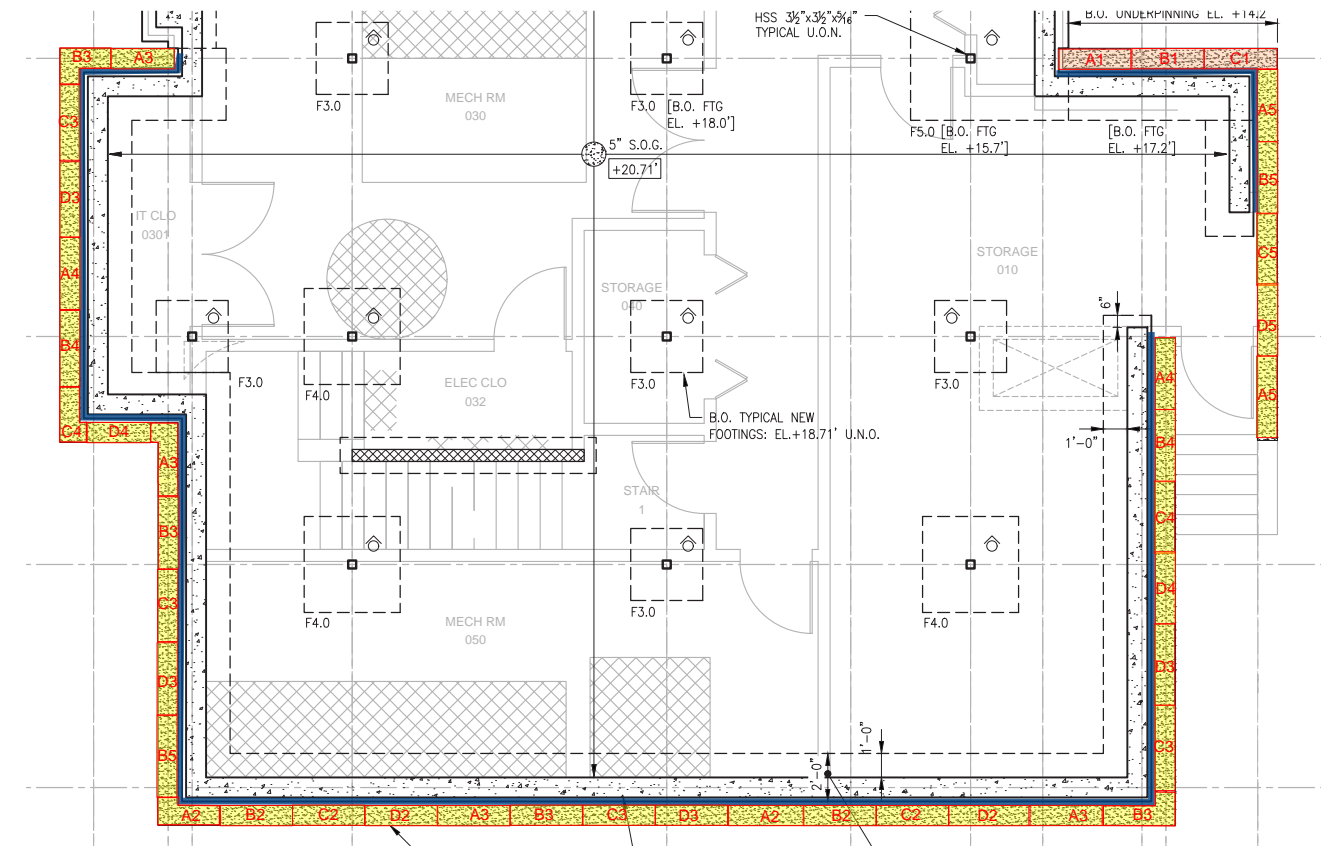 HSS 3½"x3½"x5/16"
TYPICAL U.O.N.
B.O. UNDERPINNING EL. +14.2
B3
A3
A1
B1
C1
MECH RM
030
F3.0
F3.0
[B.O. FTG
EL. +18.0']
F5.0
[B.O. FTG
EL. +15.7']
[B.O. FTG
EL. +17.2']
5" S.O.G.
+20.71'
C3
D3
A4
B4
C4
D4
A5
B5
C5
D5
A5
IT CLO
0301
STORAGE
040
STORAGE
010
6"
F3.0
F4.0
ELEC CLO
032
F3.0
F3.0
B.O. TYPICAL NEW
FOOTINGS: EL.+18.71' U.N.O.
1'-0"
A3
B3
C3
D3
B5
A4
B4
C4
D4
D3
C3
STAIR
1
F4.0
MECH RM
050
F3.0
F4.0
1'-0"
2'-0"
A2
B2
C2
D2
A3
B3
C3
D3
A2
B2
C2
D2
A3
B3